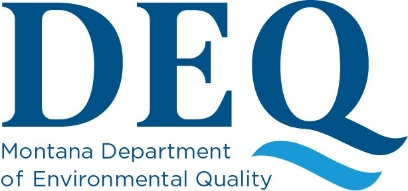 DEQ
Montana Department
of Environmental Quality